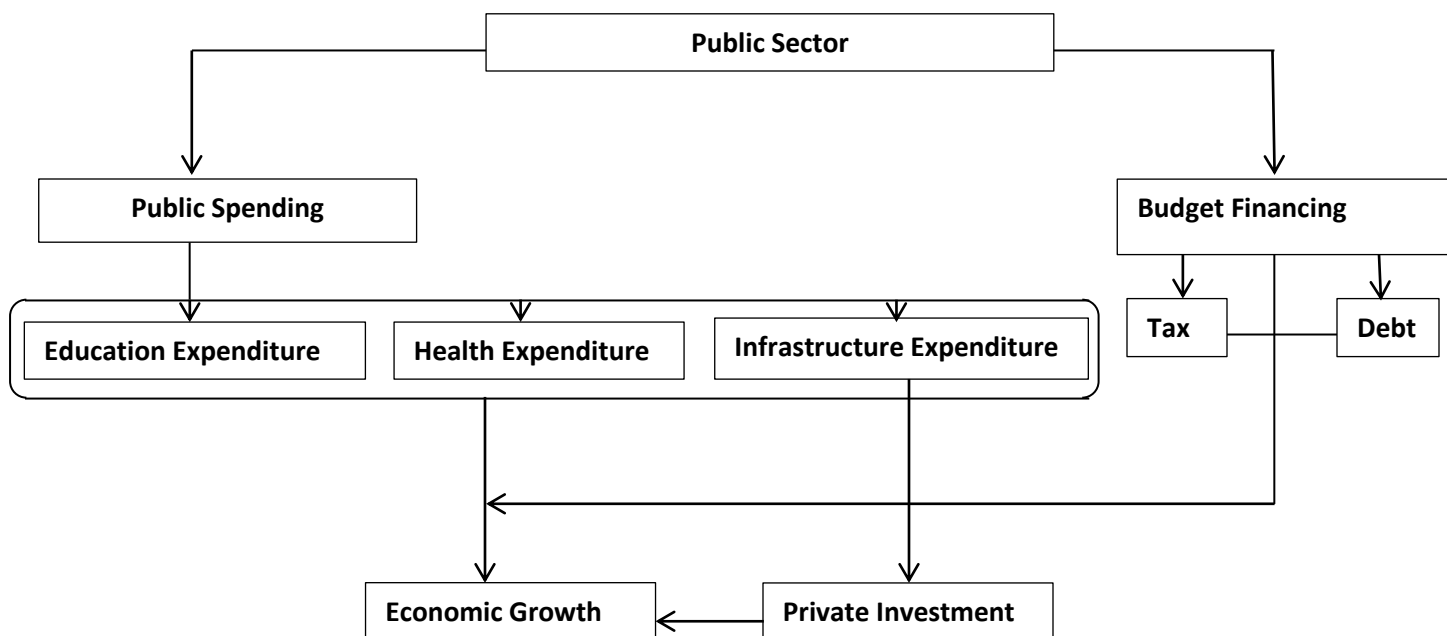 Public Sector
Public Spending
Budget Financing
Education Expenditure
Health Expenditure
Infrastructure Expenditure
Tax
Debt
Economic Growth
Private Investment